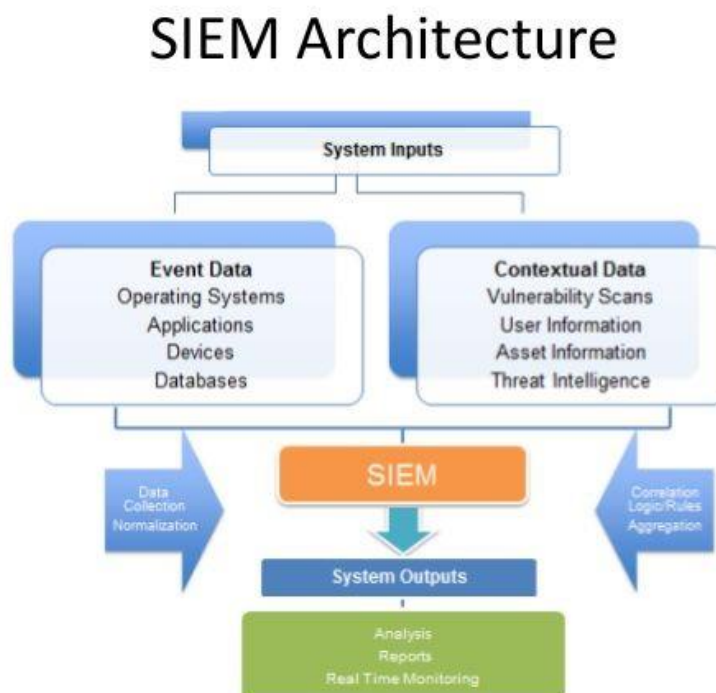 SIEM Architecture
System Inputs
Event Data
Operating Systems
Applications
Devices
Databases
Contextual Data
Vulnerability Scans
User Information
Asset Information
Threat Intelligence
Data
Collection
Normalization
SIEM
Correlation
Logic/Rules
Aggregation
System Outputs
Analysis
Reports
Real Time Monitoring